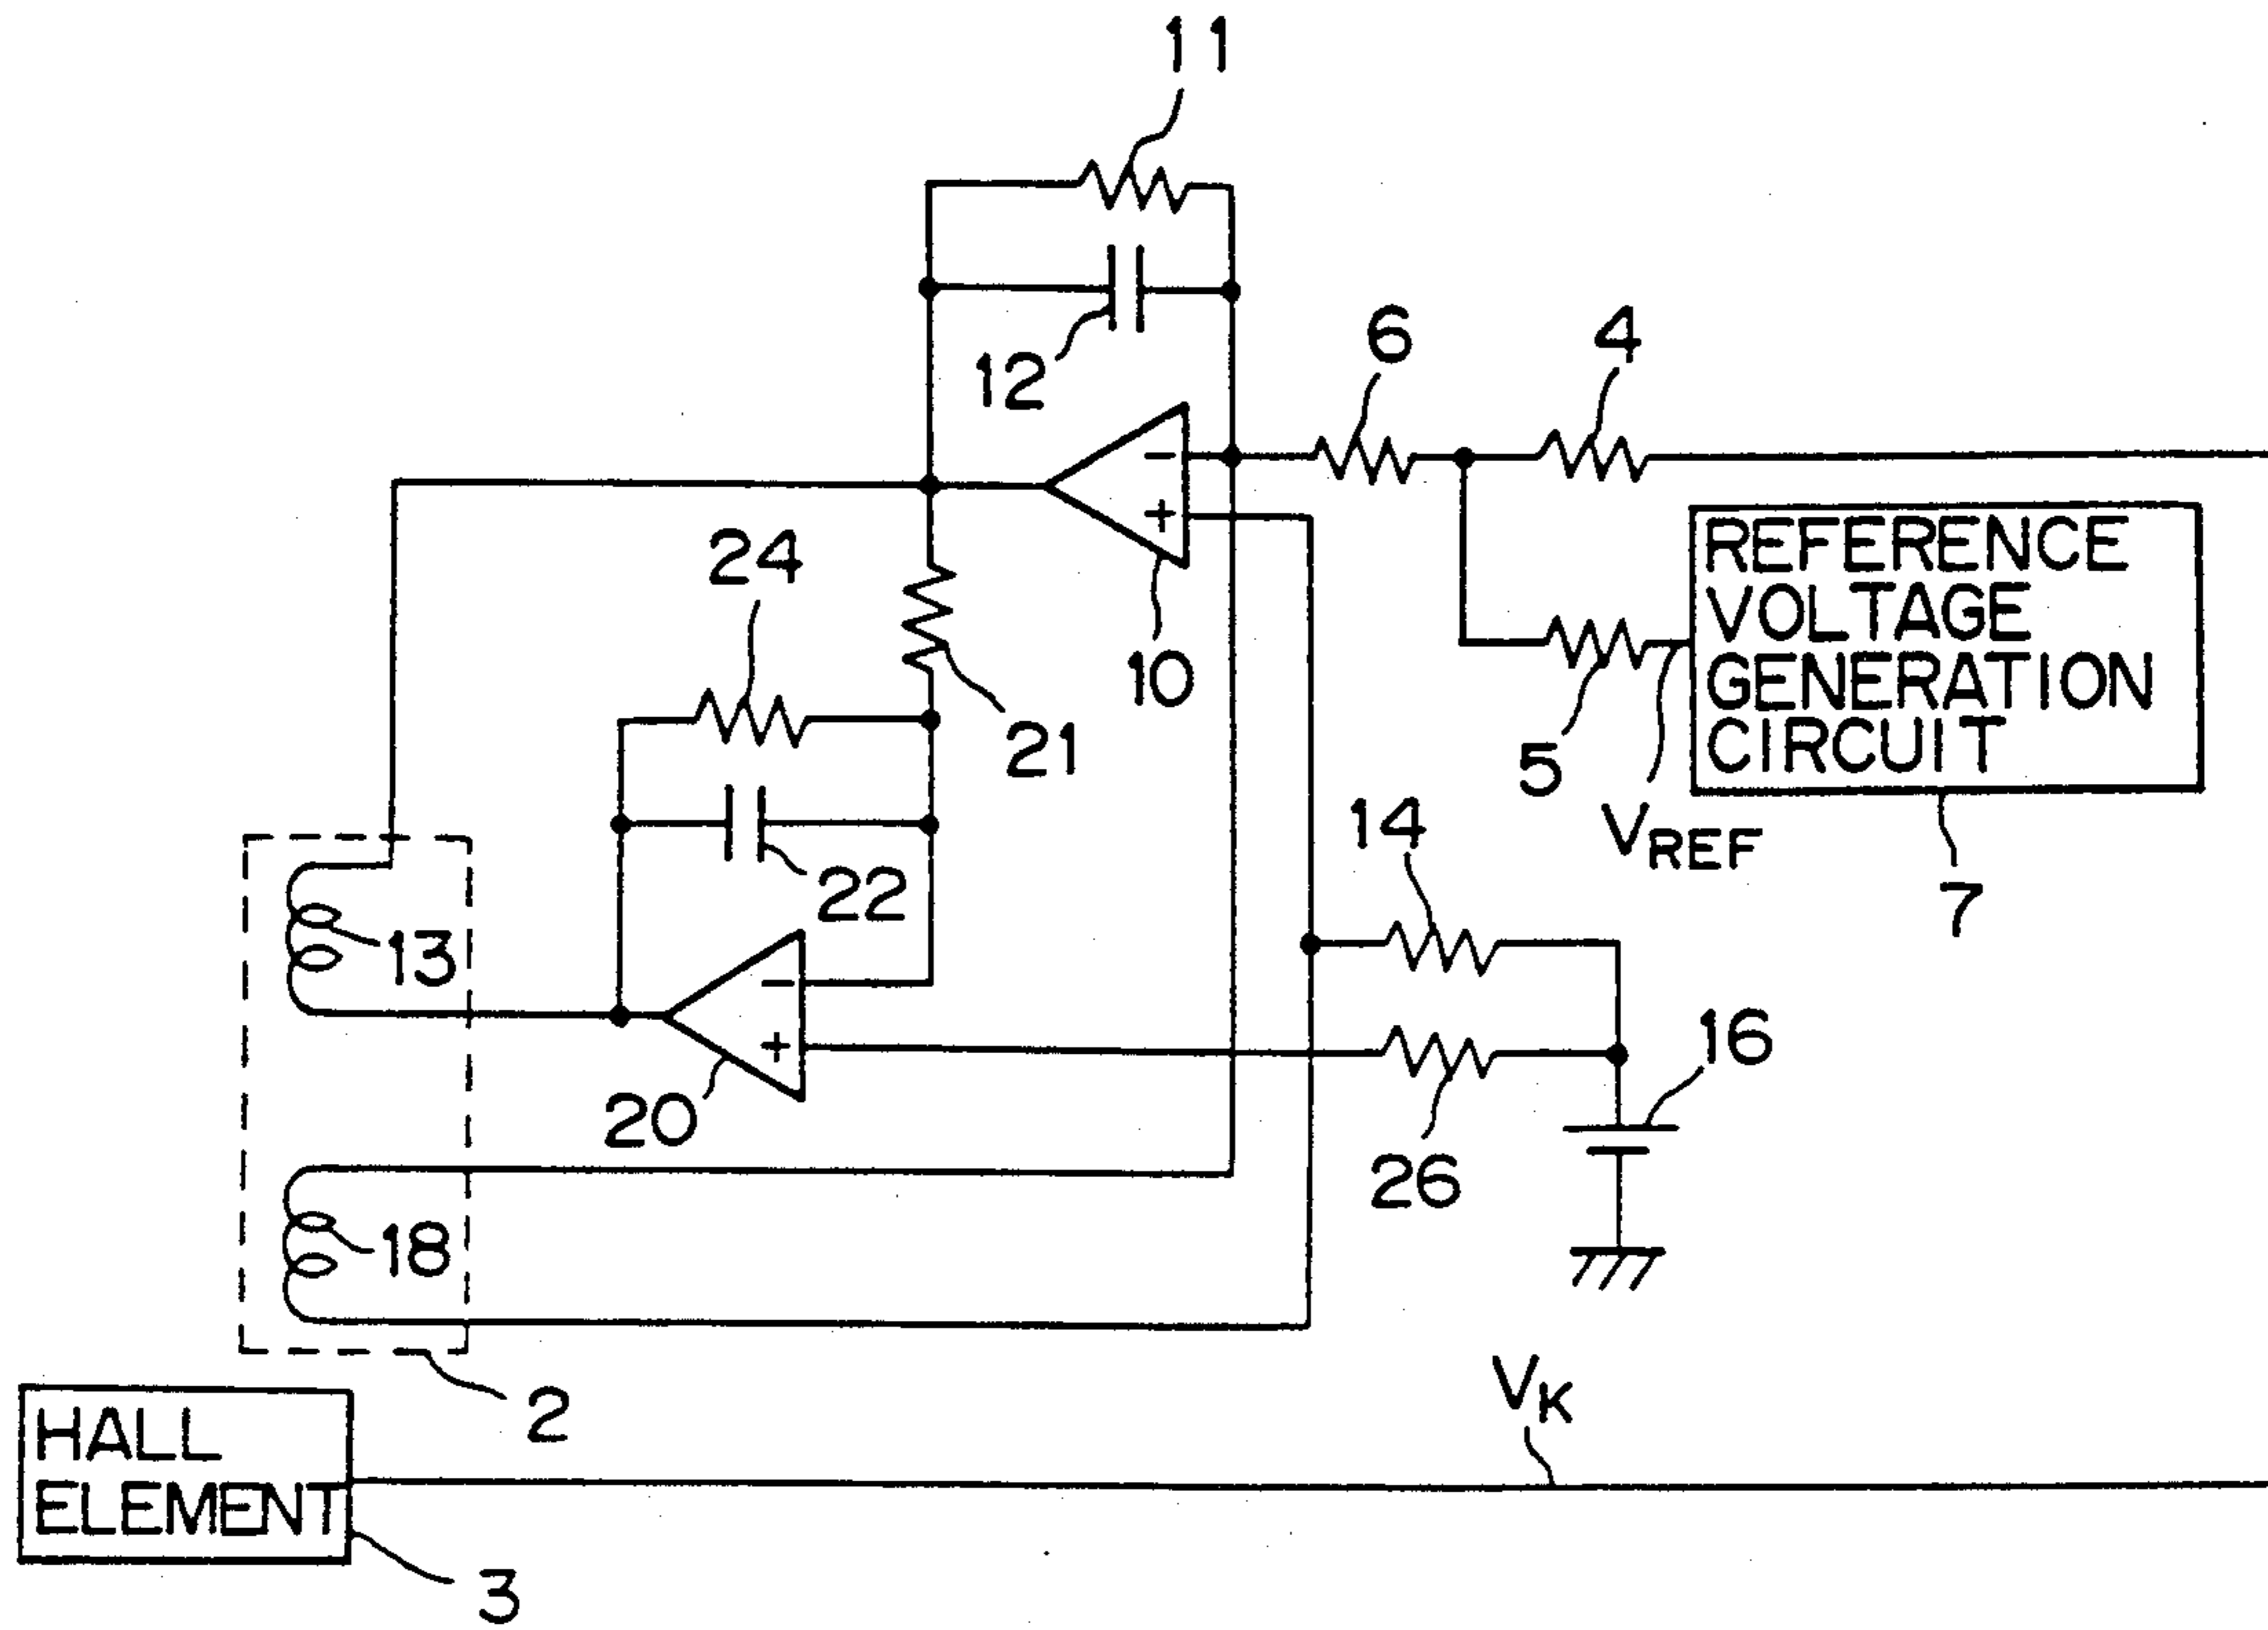 11
12
6
4
−
+
10
REFERENCE
VOLTAGE
GENERATION
CIRCUIT
24
21
5
VREF
7
14
22
13
−
+
20
16
26
18
2
HALL
ELEMENT
3
VK